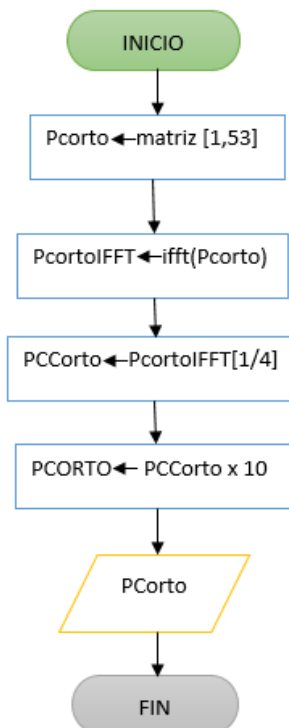 INICIO
Pcorto←matriz [1,53]
PcortoIFFT←ifft(Pcorto)
PCCorto←PcortoIFFT[1/4]
PCORTO← PCCorto x 10
PCorto
FIN